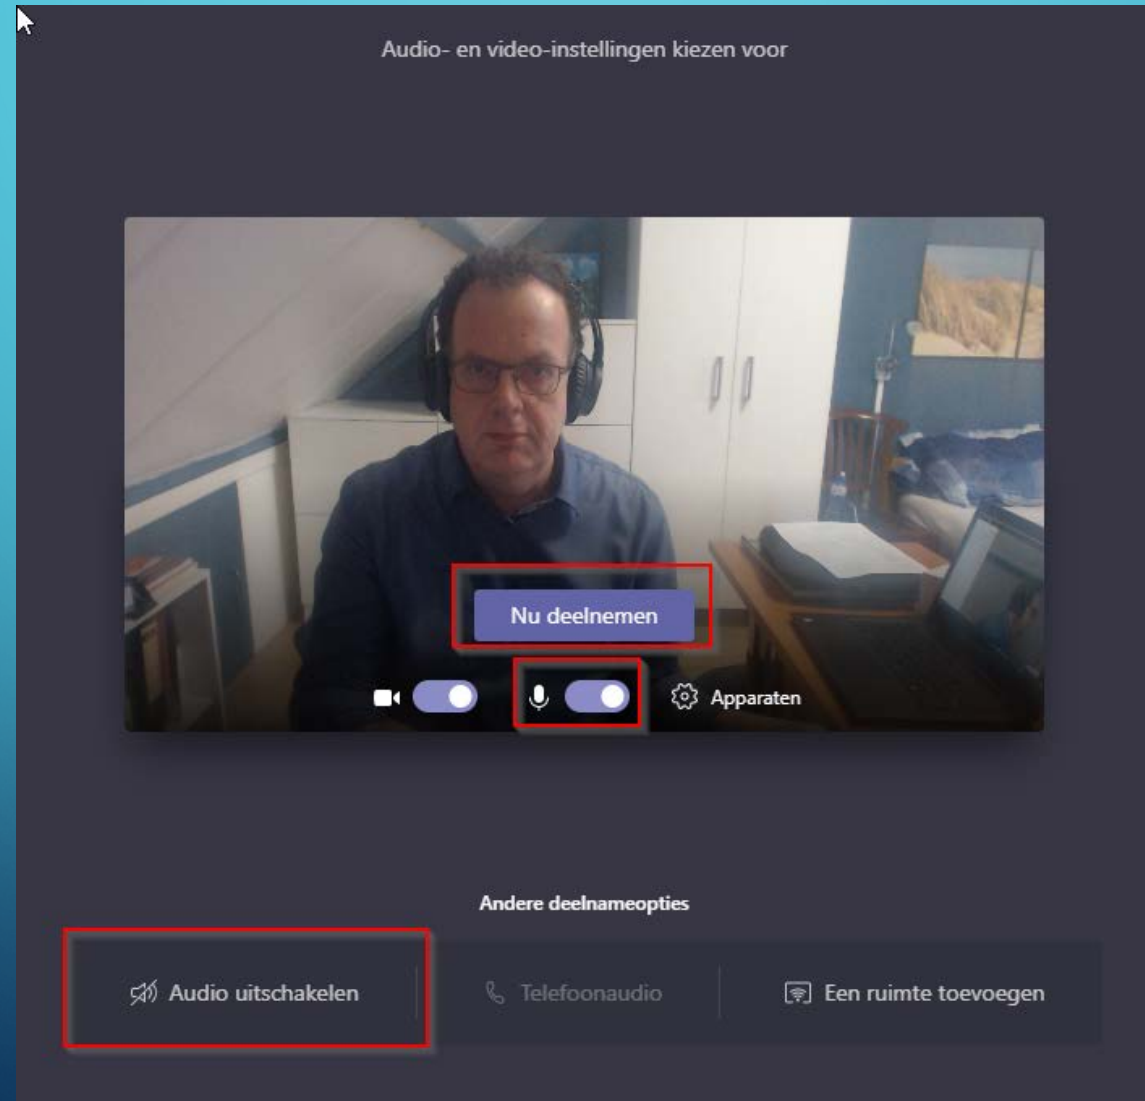 Audio- en video-instellingen kiezen voor
Nu deelnemen
Apparaten
Andere deelnameopties
Audio uitschakelen
Telefoonaudio
Een ruimte toevoegen